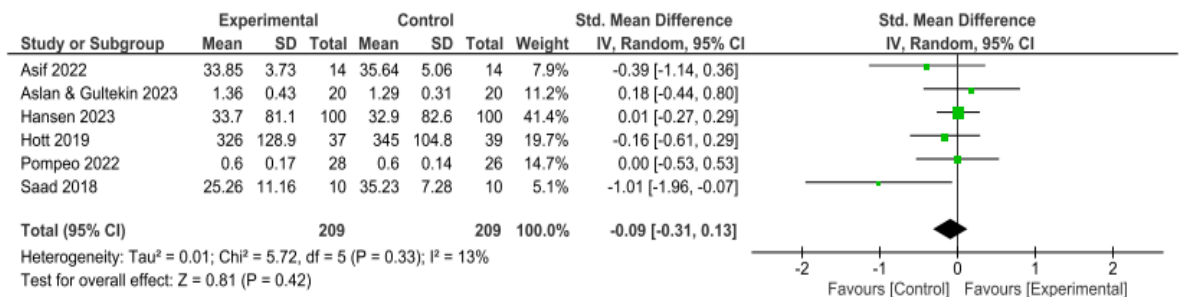 Experimental Control Std. Mean Difference Std. Mean Difference
Study or Subgroup Mean SD Total Mean SD Total Weight IV, Random, 95% CI IV, Random, 95% CI
Asif 2022 33.85 3.73 14 35.64 5.06 14 7.9% -0.39 [-1.14, 0.36]
Aslan & Gultekin 2023 1.36 0.43 20 1.29 0.31 20 11.2% 0.18 [-0.44, 0.80]
Hansen 2023 33.7 81.1 100 32.9 82.6 100 41.4% 0.01 [-0.27, 0.29]
Hott 2019 326 128.9 37 345 104.8 39 19.7% -0.16 [-0.61, 0.29]
Pompeo 2022 0.6 0.17 28 0.6 0.14 26 14.7% 0.00 [-0.53, 0.53]
Saad 2018 25.26 11.16 10 35.23 7.28 10 5.1% -1.01 [-1.96, -0.07]
Total (95% CI) 209 209 100.0% -0.09 [-0.31, 0.13]
Heterogeneity: Tau² = 0.01; Chi² = 5.72, df = 5 (P = 0.33); I² = 13%
Test for overall effect: Z = 0.81 (P = 0.42)
-2 -1 0 1 2
Favours [Control] Favours [Experimental]